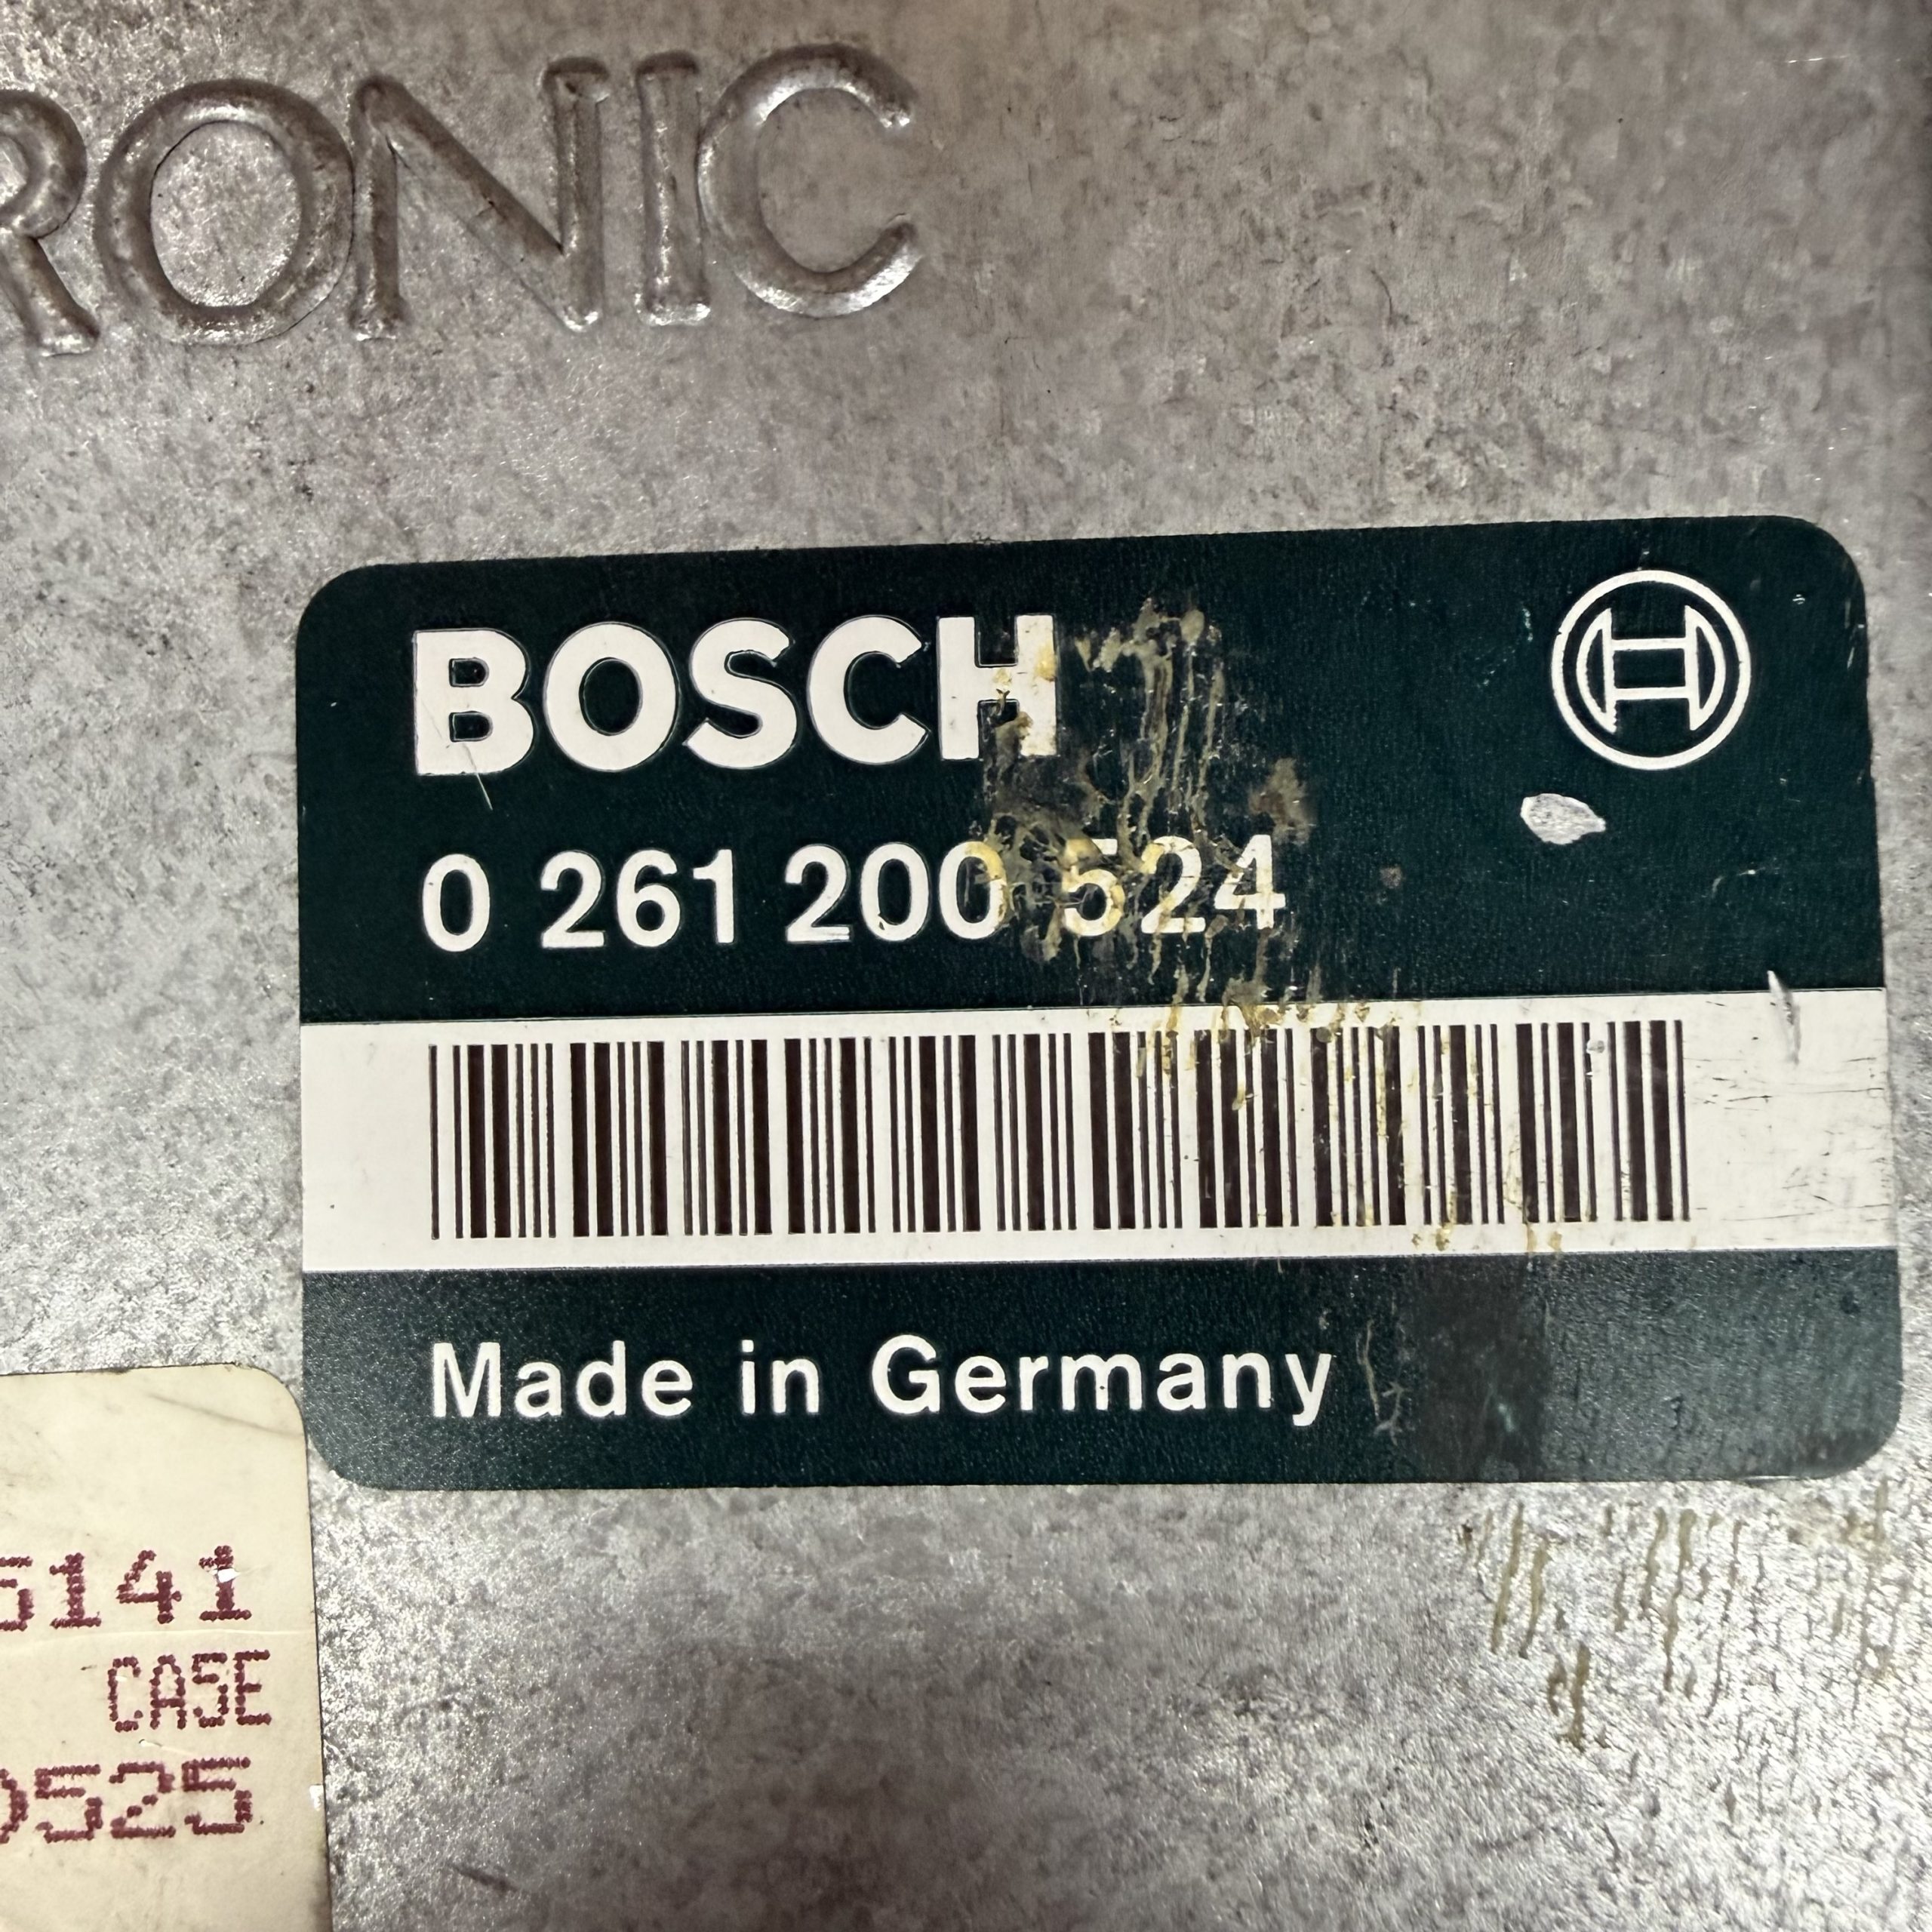 RONIC
BOSCH
0 261 200 524
Made in Germany
5141
CASE
0525